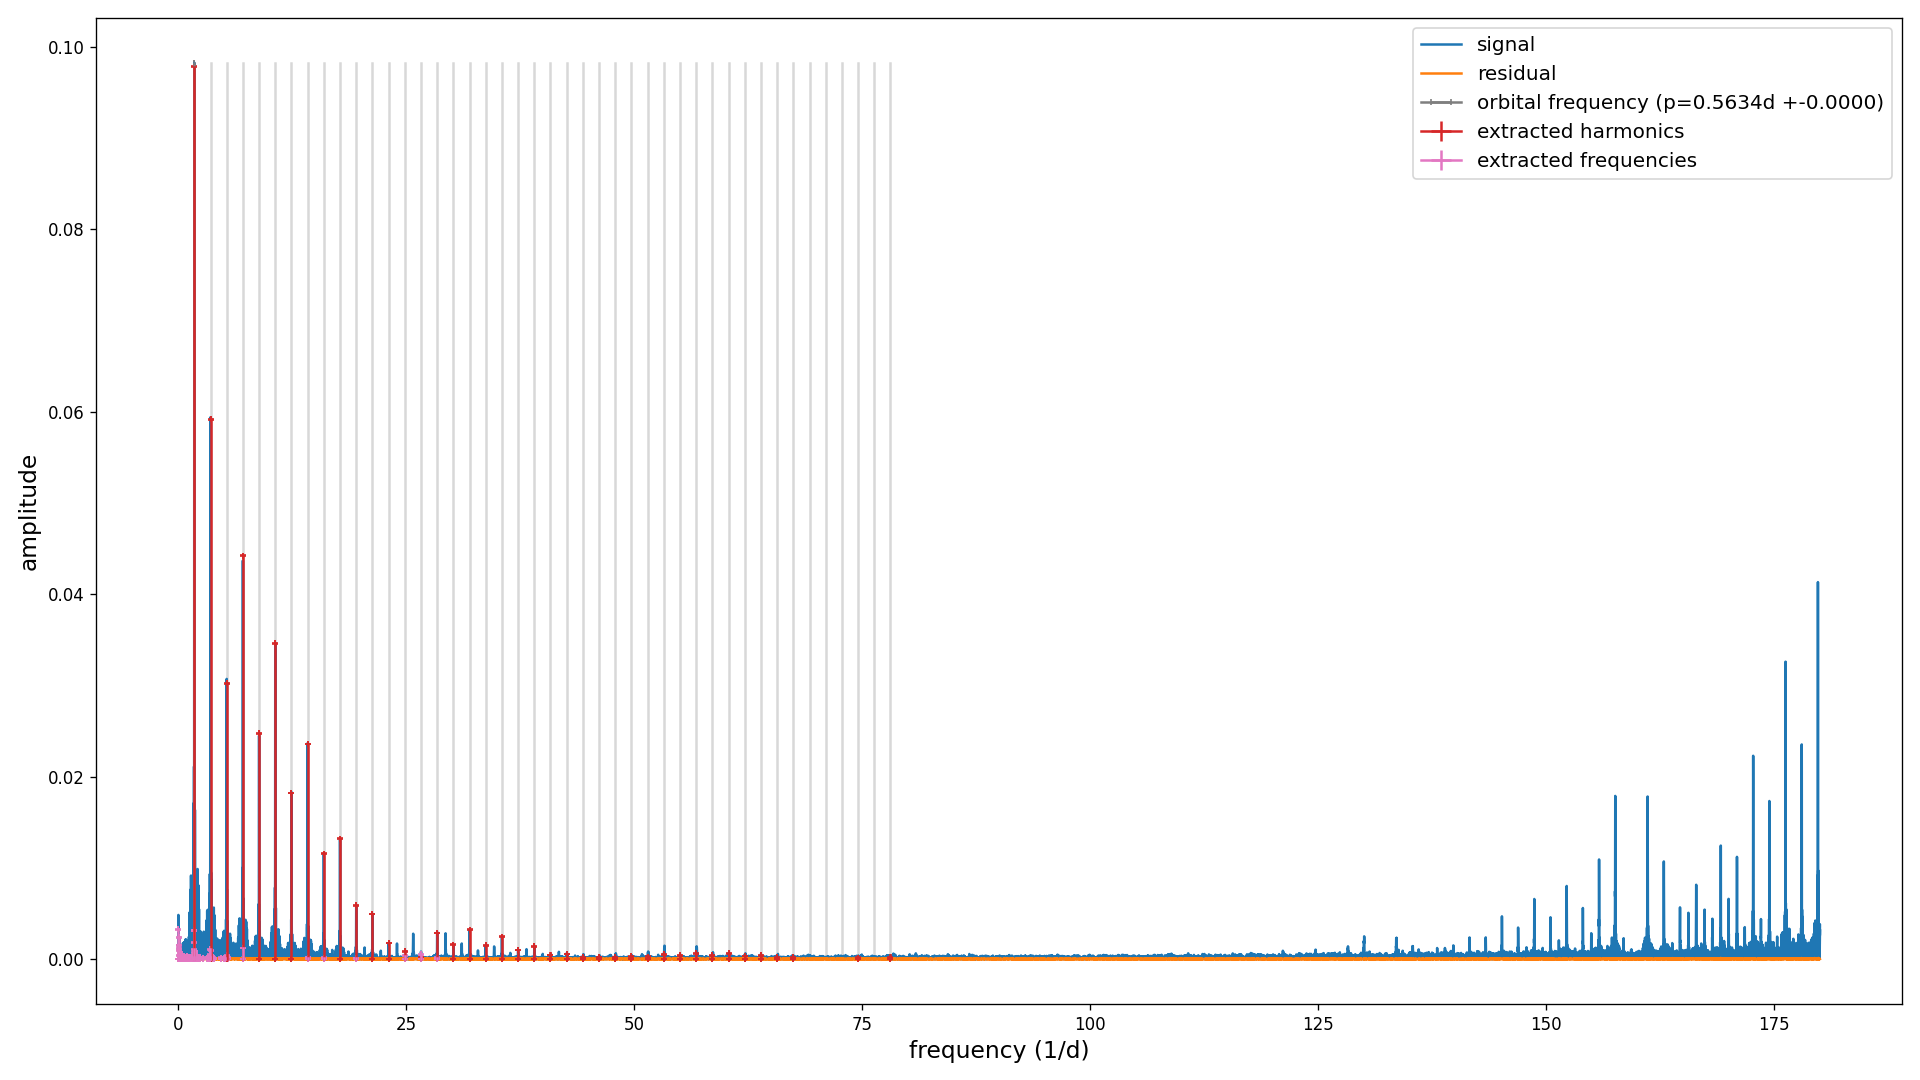 0.10
0.08
0.06
0.04
0.02
0.00
amplitude
0
25
50
75
100
125
150
175
frequency (1/d)
signal
residual
orbital frequency (p=0.5634d +-0.0000)
extracted harmonics
extracted frequencies